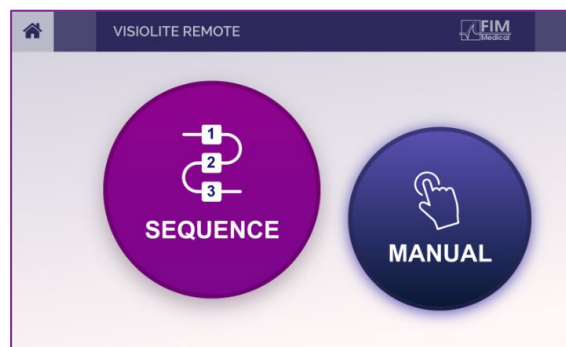 VISIOLITE REMOTE
FIM
Medical
1
2
3
SEQUENCE
MANUAL